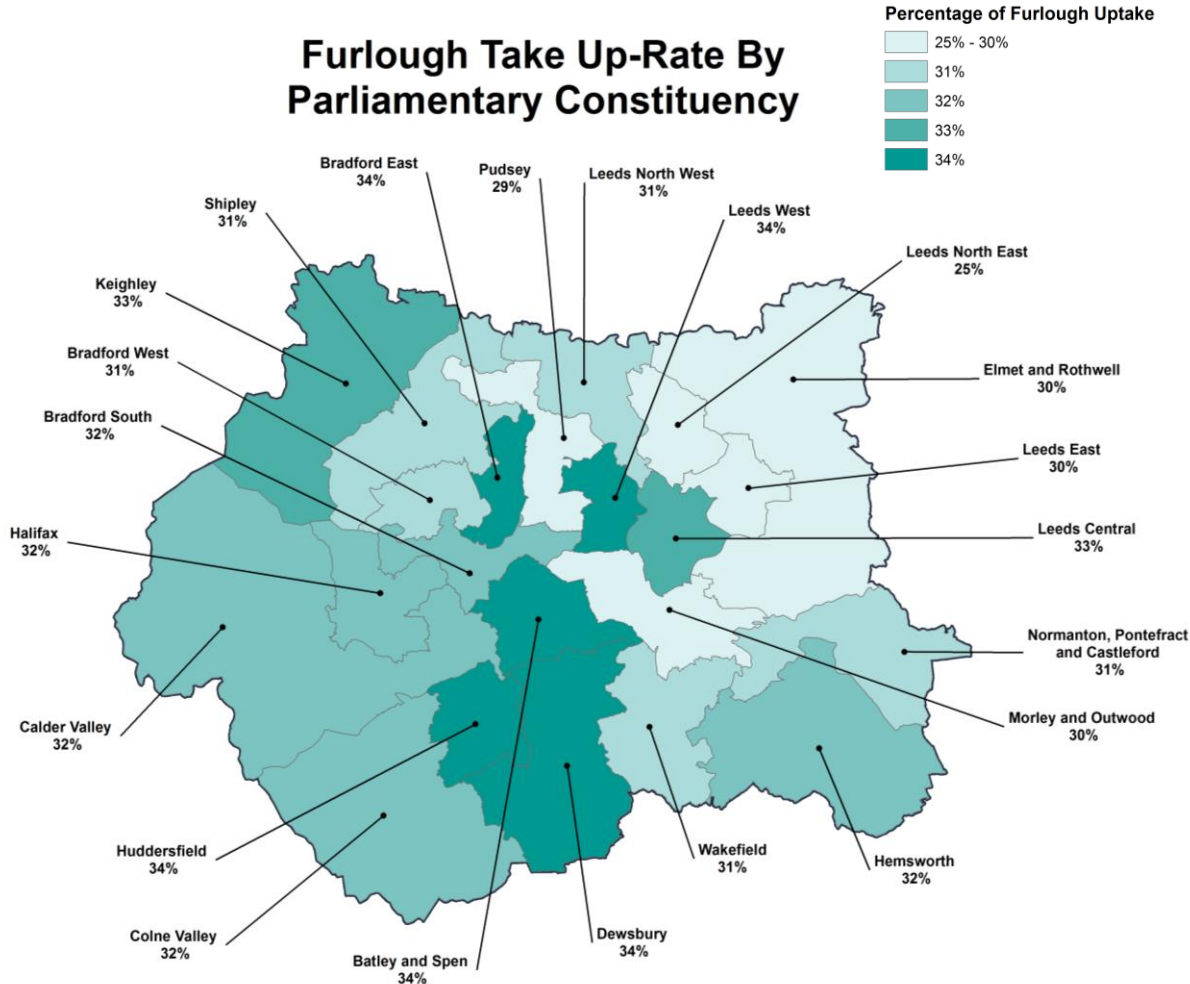 Percentage of Furlough Uptake
25% - 30%
31%
32%
33%
34%
Furlough Take Up-Rate By
Parliamentary Constituency
Bradford East
34%
Pudsey
29%
Leeds North West
31%
Shipley
31%
Leeds West
34%
Leeds North East
25%
Keighley
33%
Bradford West
31%
Elmet and Rothwell
30%
Bradford South
32%
Leeds East
30%
Halifax
32%
Leeds Central
33%
Normanton, Pontefract
and Castleford
31%
Calder Valley
32%
Morley and Outwood
30%
Huddersfield
34%
Wakefield
31%
Hemsworth
32%
Colne Valley
32%
Batley and Spen
34%
Dewsbury
34%